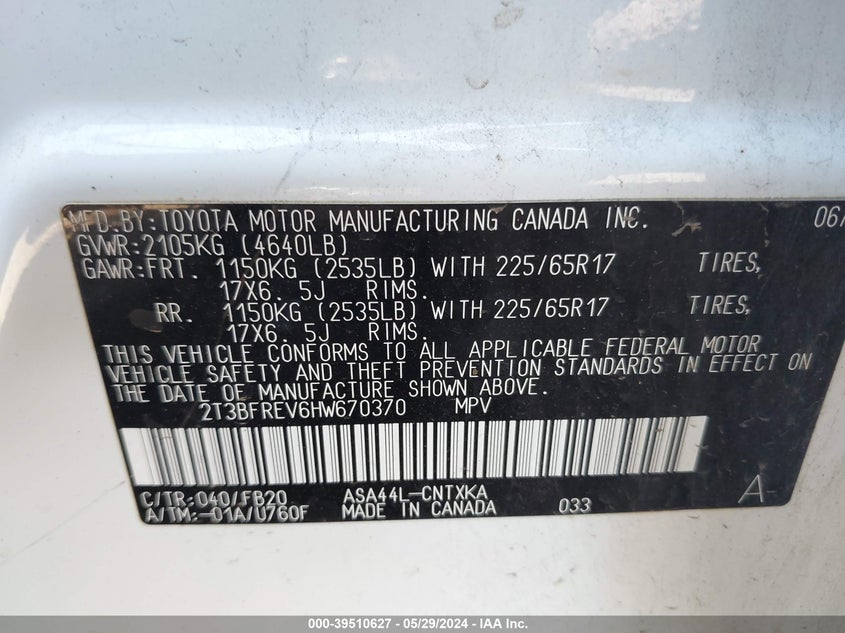 MFD.BY:TOYOTA MOTOR MANUFACTURING CANADA INC. 06/
GVWR:2105KG (4640LB)
GAWR:FRT. 1150KG (2535LB) WITH 225/65R17 TIRES,
17X6. 5J RIMS.
RR. 1150KG (2535LB) WITH 225/65R17 TIRES,
17X6. 5J RIMS.
THIS VEHICLE CONFORMS TO ALL APPLICABLE FEDERAL MOTOR
VEHICLE SAFETY AND THEFT PREVENTION STANDARDS IN EFFECT ON
THE DATE OF MANUFACTURE SHOWN ABOVE.
2T3BFREV6HW670370 MPV
C/TR:040/FB20 ASA44L-CNTXKA A-
A/TM:-01A/U760F MADE IN CANADA 033
000-39510627 - 05/29/2024 - IAA Inc.